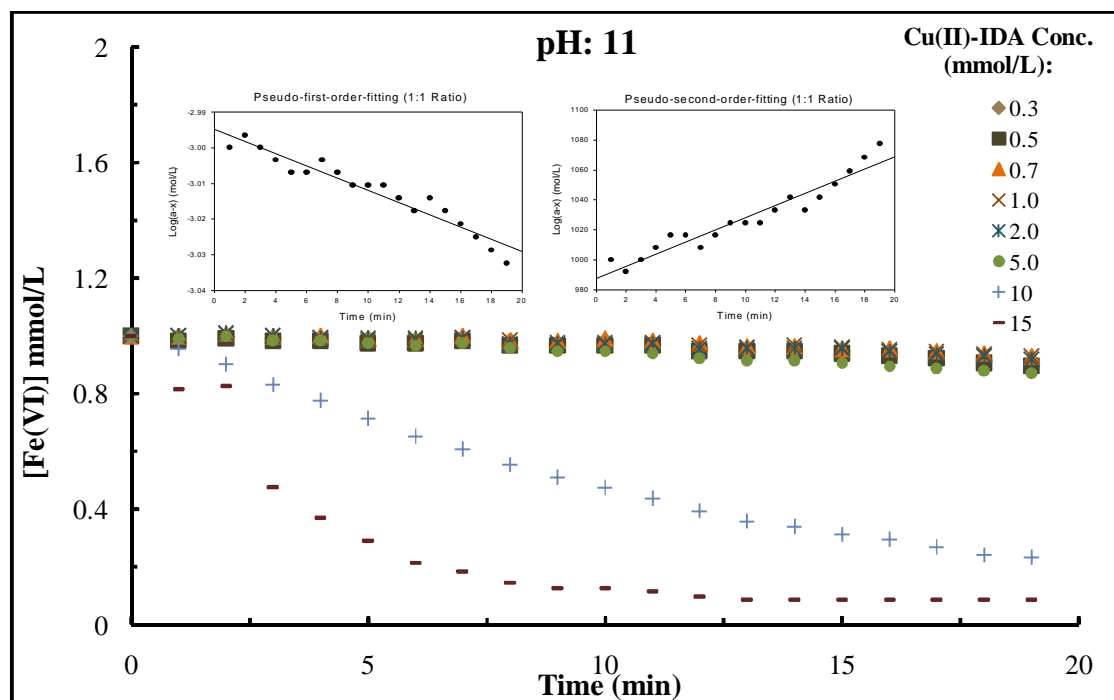 pH: 11
Cu(II)-IDA Conc.
(mmol/L):
0.3
0.5
0.7
1.0
2.0
5.0
10
15
[Fe(VI)] mmol/L
2
1.6
1.2
0.8
0.4
0
0
5
10
15
20
Time (min)
Pseudo-first-order-fitting (1:1 Ratio)
Log(a-x) (mol/L)
-2.99
-3.00
-3.01
-3.02
-3.03
-3.04
0 2 4 6 8 10 12 14 16 18 20
Time (min)
Pseudo-second-order-fitting (1:1 Ratio)
Log(a-x) (mol/L)
1100
1080
1060
1040
1020
1000
980
0 2 4 6 8 10 12 14 16 18 20
Time (min)